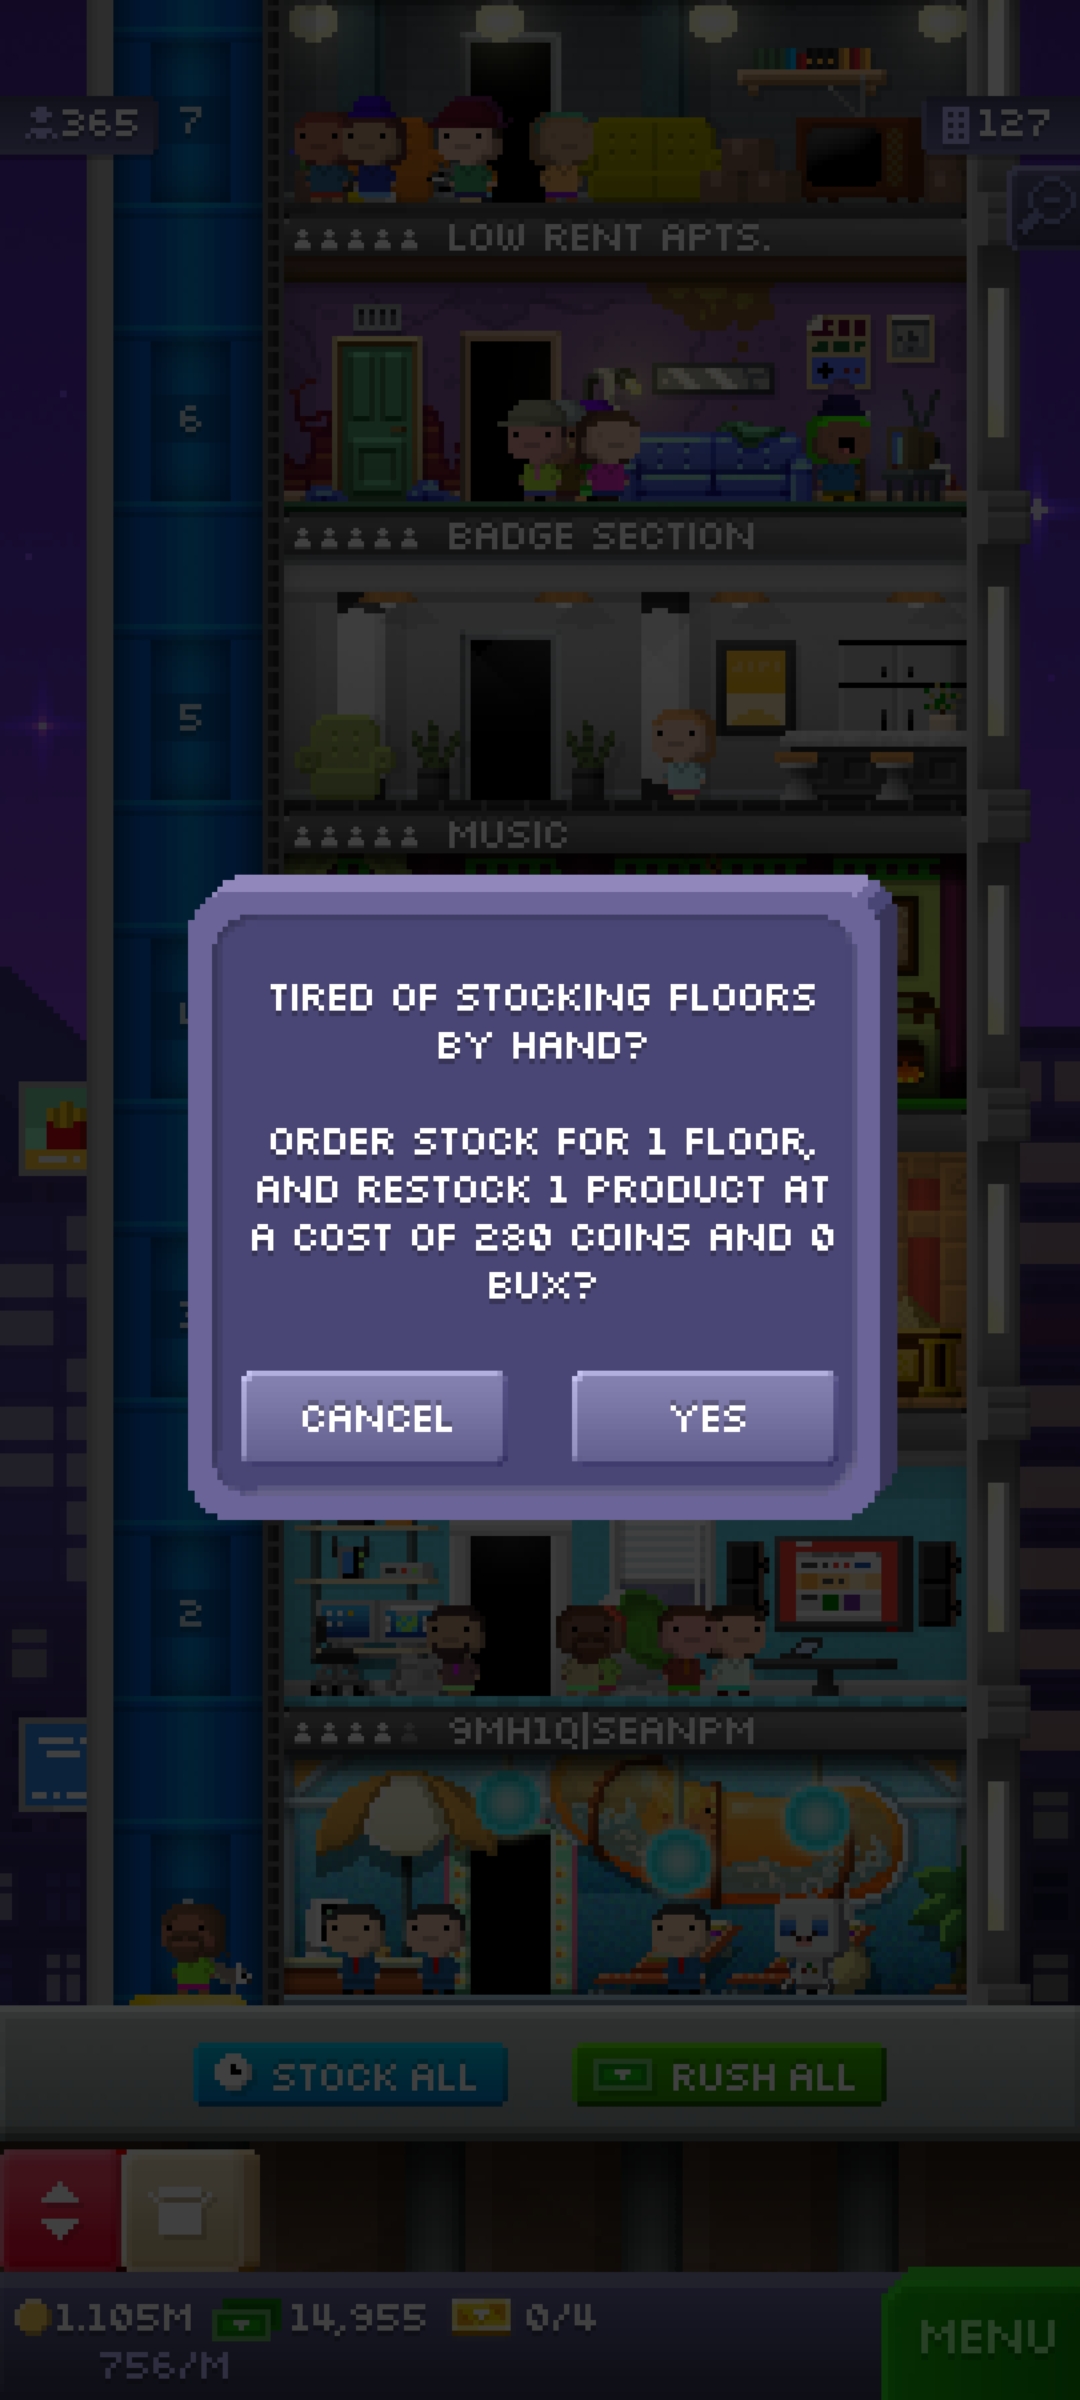 365
7
127
LOW RENT APTS.
6
BADGE SECTION
5
MUSIC
TIRED OF STOCKING FLOORS
BY HAND?
ORDER STOCK FOR 1 FLOOR,
AND RESTOCK 1 PRODUCT AT
A COST OF 280 COINS AND 0
BUX?
CANCEL
YES
2
9MH1Q|SEANPM
STOCK ALL
RUSH ALL
1.105M
14,955
0/4
756/M
MENU